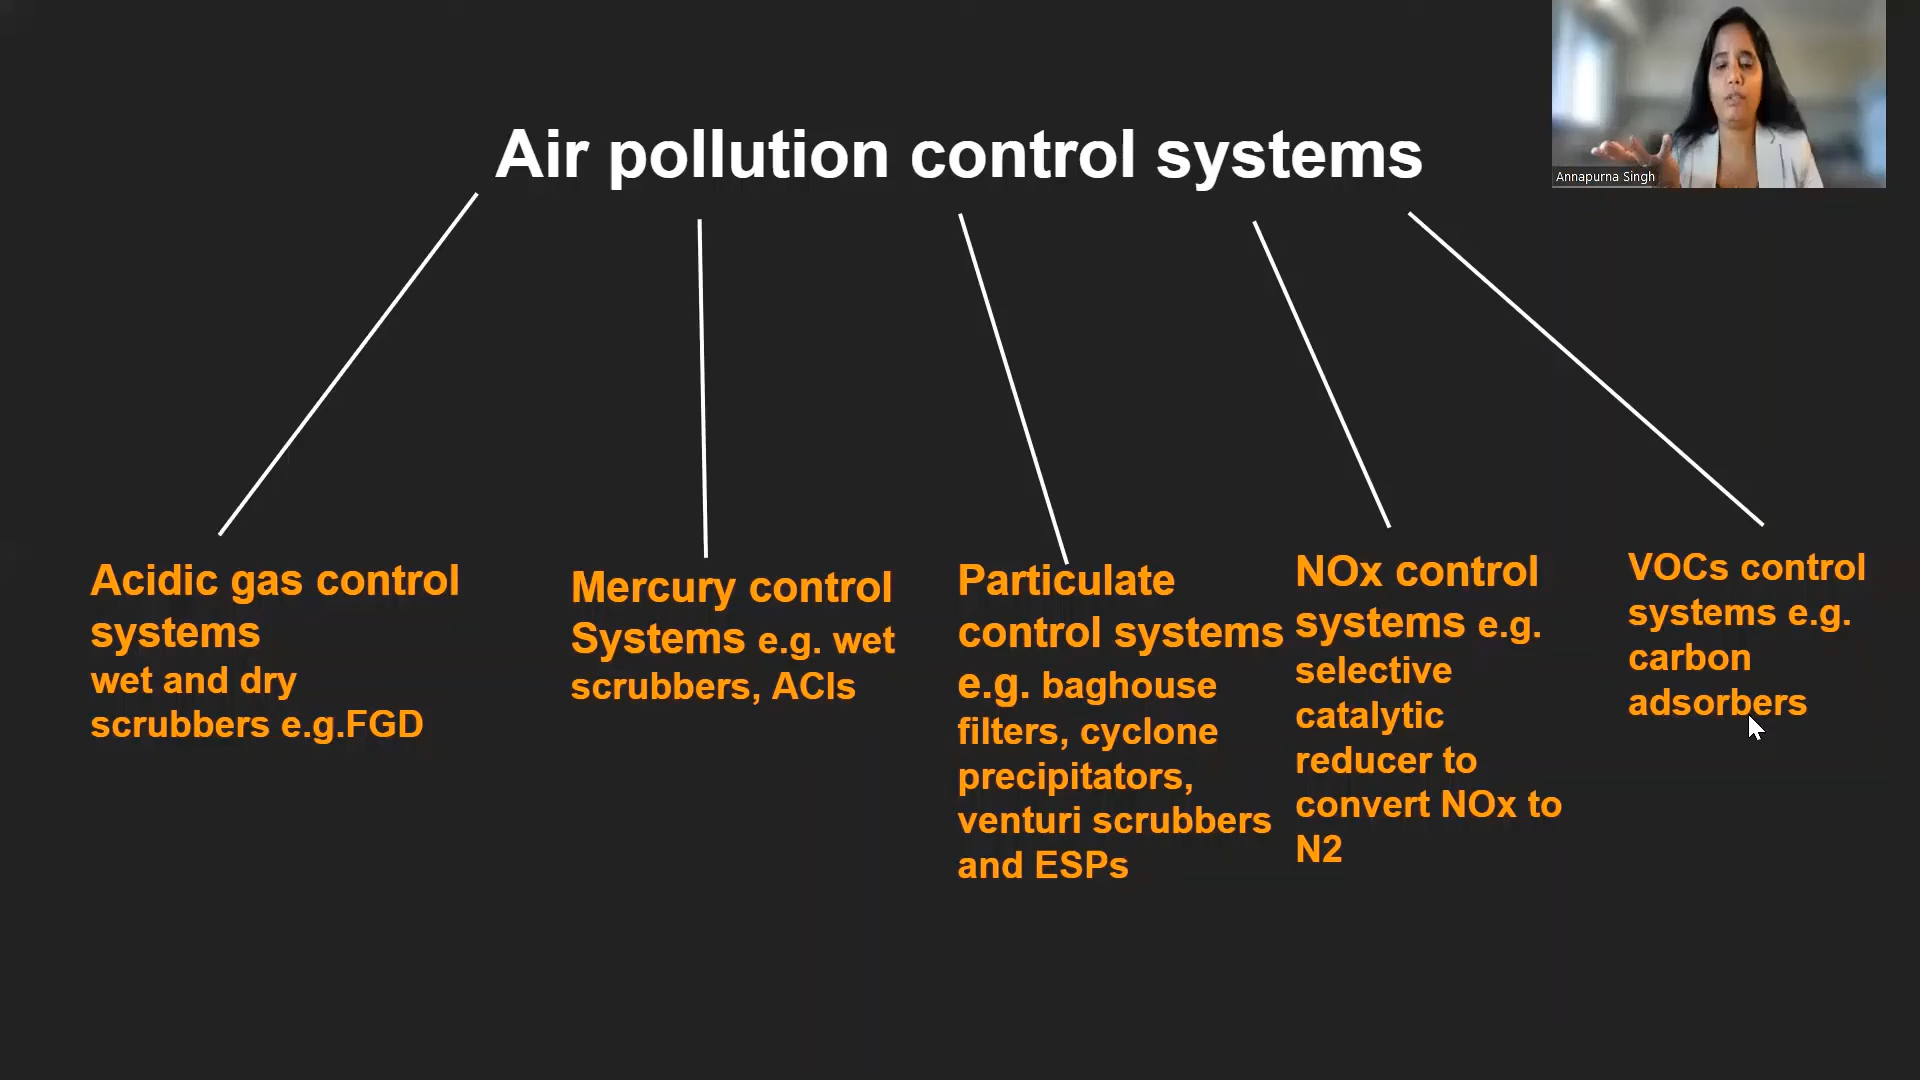 Air pollution control systems
Annapurna Singh
Acidic gas control
systems
wet and dry
scrubbers e.g.FGD
Mercury control
Systems e.g. wet
scrubbers, ACIs
Particulate
control systems
e.g. baghouse
filters, cyclone
precipitators,
venturi scrubbers
and ESPs
NOx control
systems e.g.
selective
catalytic
reducer to
convert NOx to
N2
VOCs control
systems e.g.
carbon
adsorbers